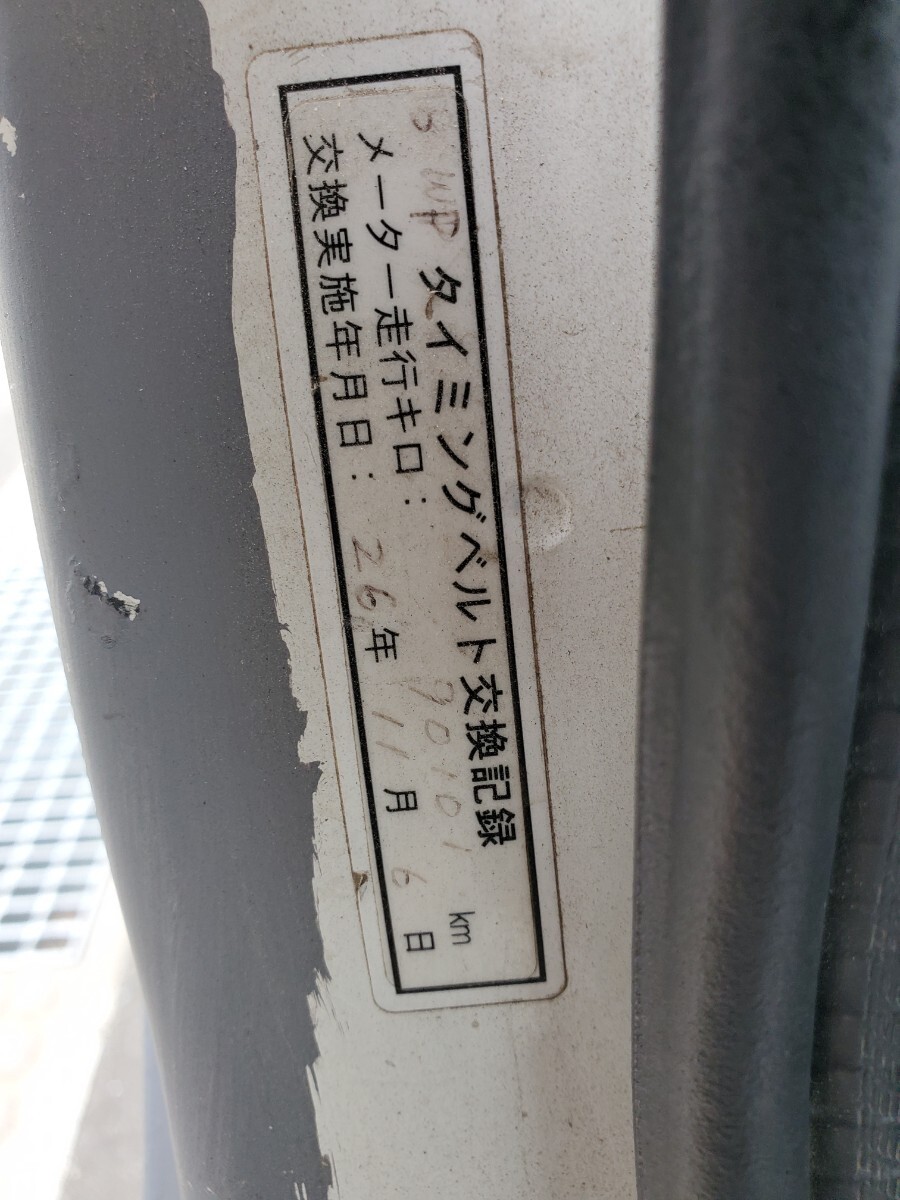 WP タイミングベルト交換記録
メーター走行キロ： 90101 km
交換実施年月日： 26年 11月 6日